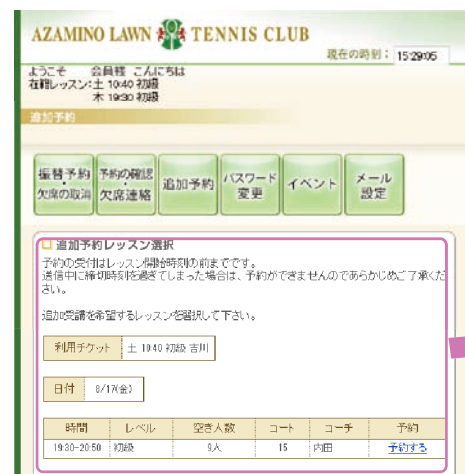 AZAMINO LAWN TENNIS CLUB
現在の時刻: 15:29:05
ようこそ 会員様 こんにちは
在籍レッスン:土 10:40 初級
木 19:30 初級
追加予約
振替予約・欠席の取消
予約の確認・欠席連絡
追加予約
パスワード変更
イベント
メール設定
追加予約レッスン選択
予約の受付はレッスン開始時刻の前までです。
送信中に締切時刻を過ぎてしまった場合は、予約ができませんのであらかじめご了承くだ
さい。
追加受講を希望するレッスンを選択して下さい。
利用チケット 土 10:40 初級 吉川
日付 8/17(金)
時間 レベル 空き人数 コート コーチ 予約
19:30-20:50 初級 9人 15 内田 予約する